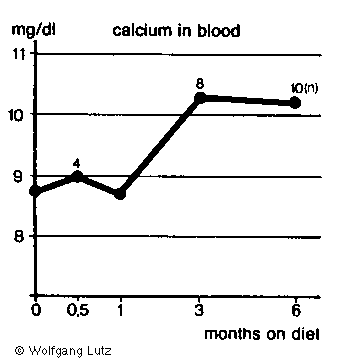 mg/dl calcium in blood
11
8
10(n)
10
4
9
8
0 0,5 1 3 6
months on diet
© Wolfgang Lutz